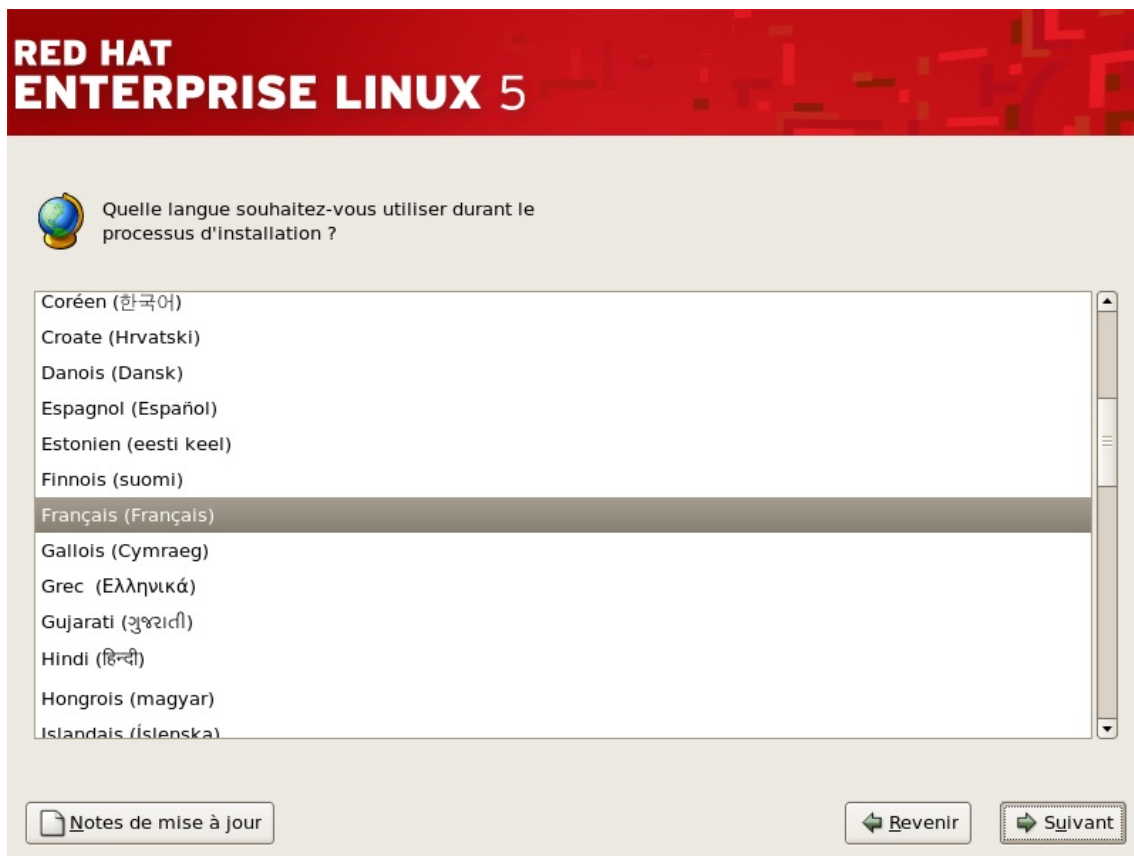 RED HAT
ENTERPRISE LINUX 5
Quelle langue souhaitez-vous utiliser durant le
processus d'installation ?
Coréen (한국어)
Croate (Hrvatski)
Danois (Dansk)
Espagnol (Español)
Estonien (eesti keel)
Finnois (suomi)
Français (Français)
Gallois (Cymraeg)
Grec (Ελληνικά)
Gujarati (ગુજરાતી)
Hindi (हिन्दी)
Hongrois (magyar)
Islandais (Íslenska)
Notes de mise à jour
Revenir
Suivant